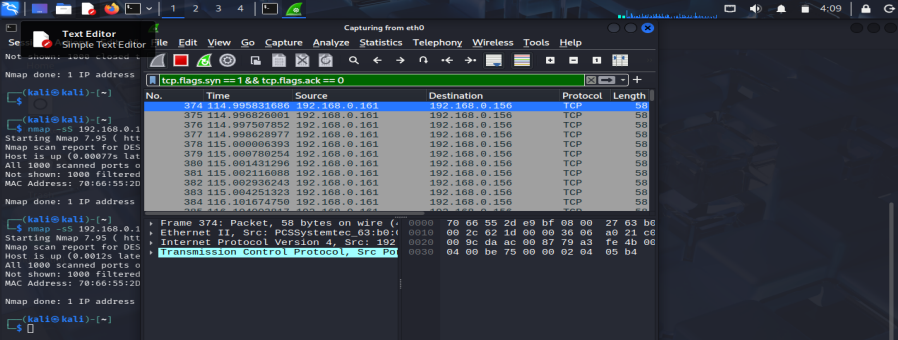 1 2 3 4
4:09
Text Editor
Simple Text Editor
Capturing from eth0
File Edit View Go Capture Analyze Statistics Telephony Wireless Tools Help
tcp.flags.syn == 1 && tcp.flags.ack == 0
No. Time Source Destination Protocol Length
374 114.995831686 192.168.0.161 192.168.0.156 TCP 58
375 114.996826001 192.168.0.161 192.168.0.156 TCP 58
376 114.997507852 192.168.0.161 192.168.0.156 TCP 58
377 114.998628977 192.168.0.161 192.168.0.156 TCP 58
378 115.000006393 192.168.0.161 192.168.0.156 TCP 58
379 115.000780254 192.168.0.161 192.168.0.156 TCP 58
380 115.001431296 192.168.0.161 192.168.0.156 TCP 58
381 115.002116088 192.168.0.161 192.168.0.156 TCP 58
382 115.002936243 192.168.0.161 192.168.0.156 TCP 58
383 115.004251323 192.168.0.161 192.168.0.156 TCP 58
384 116.101674750 192.168.0.161 192.168.0.156 TCP 58
Frame 374: Packet, 58 bytes on wire (4
Ethernet II, Src: PCSSystemtec_63:b0:0
Internet Protocol Version 4, Src: 192
Transmission Control Protocol, Src Po
0000 70 66 55 2d e9 bf 08 00 27 63 b0
0010 00 2c 62 1d 00 00 36 06 a0 21 c0
0020 00 9c da ac 00 87 79 a3 fe 4b 00
0030 04 00 be 75 00 00 02 04 05 b4
Nmap done: 1 IP address
(kali㉿kali)-[~]
$
(kali㉿kali)-[~]
$ nmap -sS 192.168.0.1
Starting Nmap 7.95 ( htt
Nmap scan report for DES
Host is up (0.00077s lat
All 1000 scanned ports o
Not shown: 1000 filtered
MAC Address: 70:66:55:2D
Nmap done: 1 IP address
(kali㉿kali)-[~]
$ nmap -sS 192.168.0.1
Starting Nmap 7.95 ( htt
Nmap scan report for DES
Host is up (0.0012s late
All 1000 scanned ports o
Not shown: 1000 filtered
MAC Address: 70:66:55:2D
Nmap done: 1 IP address
(kali㉿kali)-[~]
$